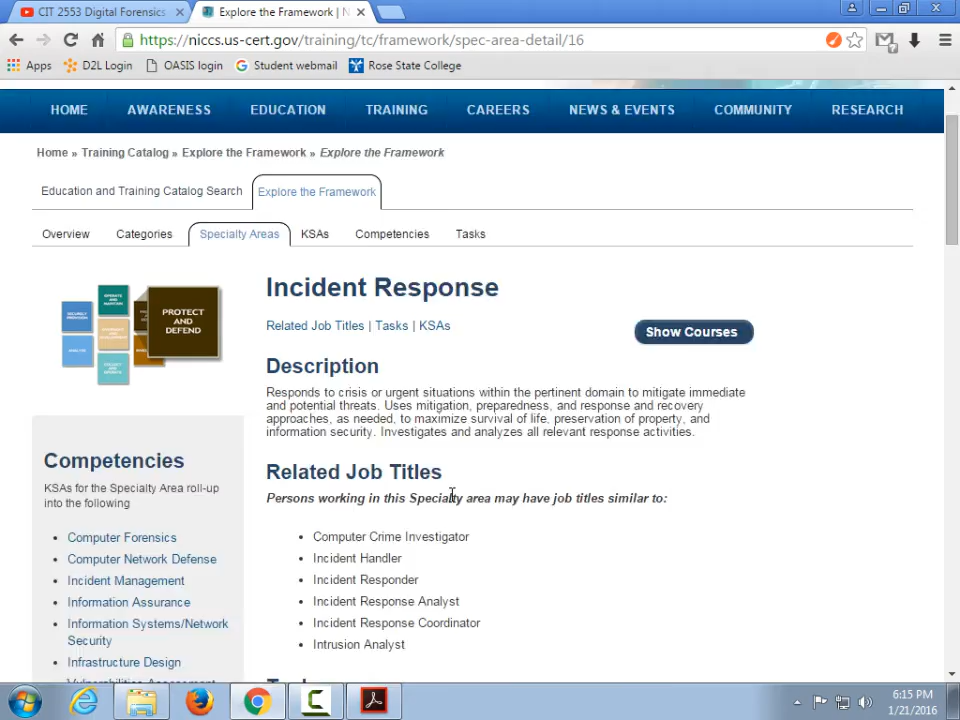 CIT 2553 Digital Forensics
Explore the Framework | N
https://niccs.us-cert.gov/training/tc/framework/spec-area-detail/16
Apps
D2L Login
OASIS login
Student webmail
Rose State College
HOME
AWARENESS
EDUCATION
TRAINING
CAREERS
NEWS & EVENTS
COMMUNITY
RESEARCH
Home » Training Catalog » Explore the Framework » Explore the Framework
Education and Training Catalog Search
Explore the Framework
Overview
Categories
Specialty Areas
KSAs
Competencies
Tasks
PROTECT
AND
DEFEND
Incident Response
Related Job Titles | Tasks | KSAs
Show Courses
Description
Responds to crisis or urgent situations within the pertinent domain to mitigate immediate
and potential threats. Uses mitigation, preparedness, and response and recovery
approaches, as needed, to maximize survival of life, preservation of property, and
information security. Investigates and analyzes all relevant response activities.
Related Job Titles
Persons working in this Specialty area may have job titles similar to:
• Computer Crime Investigator
• Incident Handler
• Incident Responder
• Incident Response Analyst
• Incident Response Coordinator
• Intrusion Analyst
Competencies
KSAs for the Specialty Area roll-up
into the following
• Computer Forensics
• Computer Network Defense
• Incident Management
• Information Assurance
• Information Systems/Network
Security
• Infrastructure Design
6:15 PM
1/21/2016